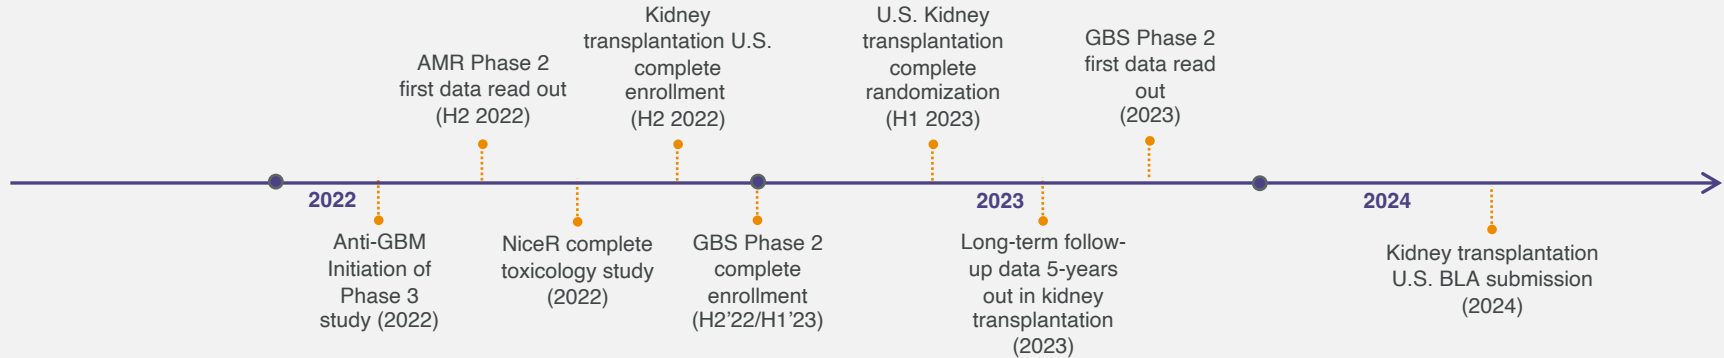 AMR Phase 2
first data read out
(H2 2022)
Kidney
transplantation U.S.
complete
enrollment
(H2 2022)
U.S. Kidney
transplantation
complete
randomization
(H1 2023)
GBS Phase 2
first data read
out
(2023)
2022
2023
2024
Anti-GBM
Initiation of
Phase 3
study (2022)
NiceR complete
toxicology study
(2022)
GBS Phase 2
complete
enrollment
(H2’22/H1’23)
Long-term follow-
up data 5-years
out in kidney
transplantation
(2023)
Kidney transplantation
U.S. BLA submission
(2024)